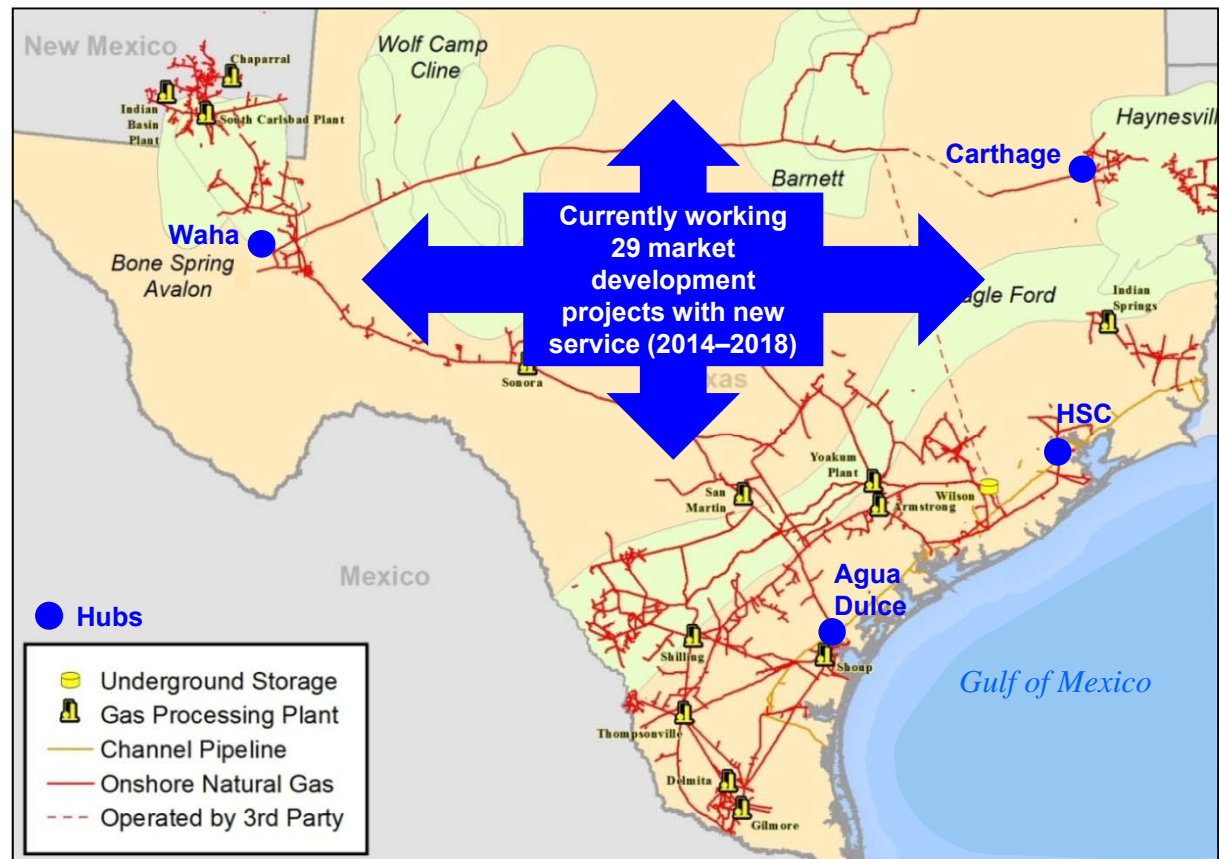 New Mexico
Chaparral
Indian
Basin
Plant
South Carlsbad Plant
Wolf Camp
Cline
Haynesvill
Carthage
Barnett
Waha
Bone Spring
Avalon
Currently working
29 market
development
projects with new
service (2014–2018)
agle Ford
Indian
Springs
Sonora
xas
HSC
Yoakum
Plant
San
Martin
Wilson
Armstrong
Mexico
Agua
Dulce
Hubs
Shilling
Shoup
Gulf of Mexico
Thompsonville
Delmita
Gilmore
Underground Storage
Gas Processing Plant
Channel Pipeline
Onshore Natural Gas
Operated by 3rd Party